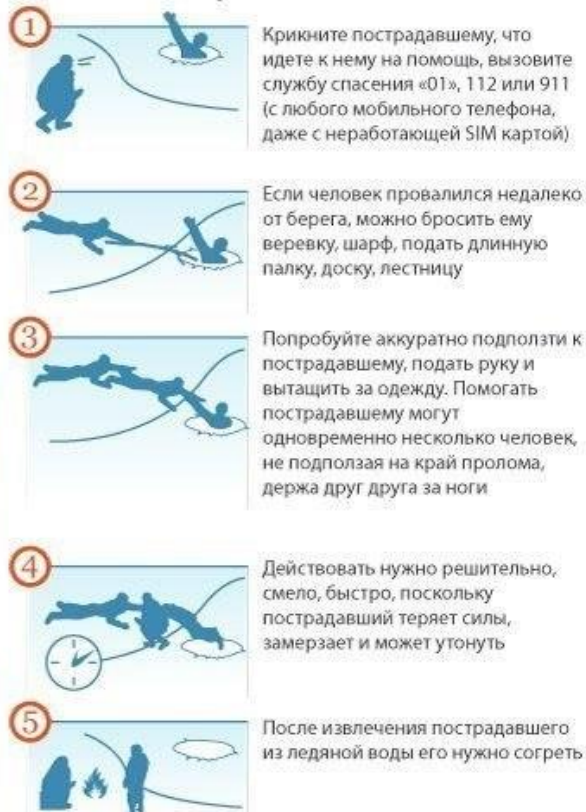 1
Крикните пострадавшему, что
идете к нему на помощь, вызовите
службу спасения «01», 112 или 911
(с любого мобильного телефона,
даже с неработающей SIM картой)
2
Если человек провалился недалеко
от берега, можно бросить ему
веревку, шарф, подать длинную
палку, доску, лестницу
3
Попробуйте аккуратно подползти к
пострадавшему, подать руку и
вытащить за одежду. Помогать
пострадавшему могут
одновременно несколько человек,
не подползая на край пролома,
держа друг друга за ноги
4
Действовать нужно решительно,
смело, быстро, поскольку
пострадавший теряет силы,
замерзает и может утонуть
5
После извлечения пострадавшего
из ледяной воды его нужно согреть